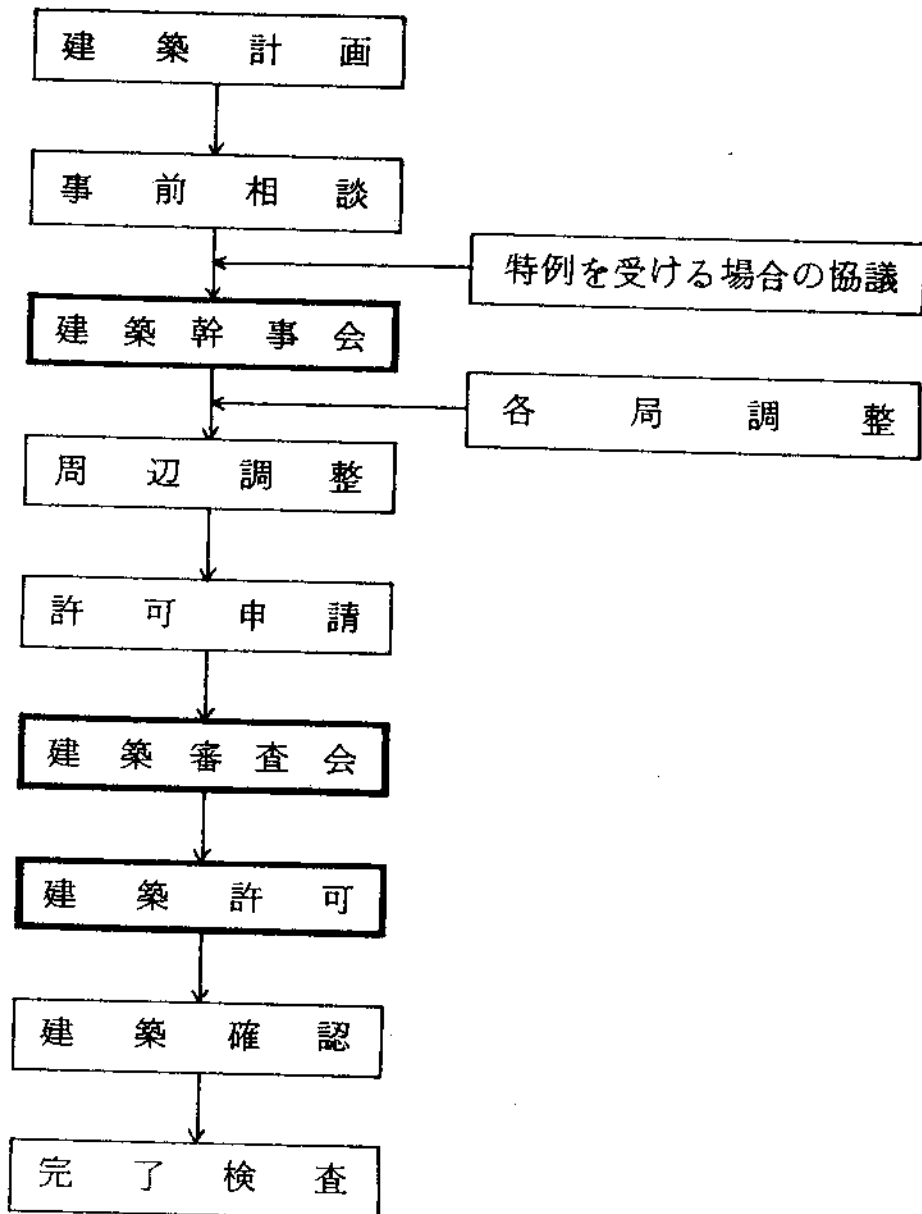 建築計画
事前相談
特例を受ける場合の協議
建築幹事会
各局調整
周辺調整
許可申請
建築審査会
建築許可
建築確認
完了検査